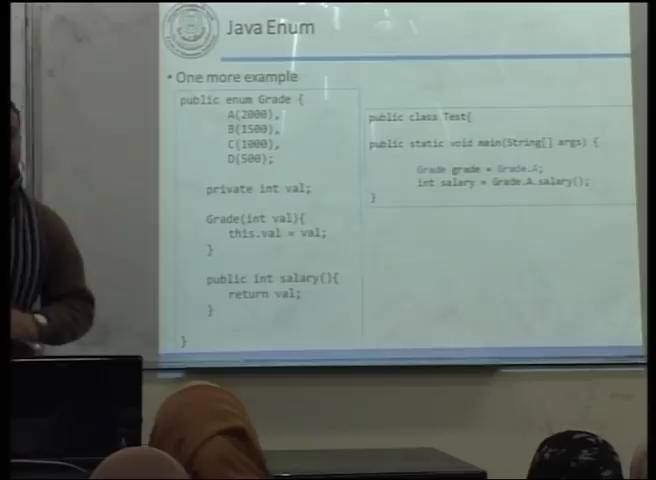 Java Enum
• One more example
public enum Grade {
A(2000),
B(1500),
C(1000),
D(500);
private int val;
Grade(int val){
this.val = val;
}
public int salary(){
return val;
}
}
public class Test{
public static void main(String[] args) {
Grade grade = Grade.A;
int salary = Grade.A.salary();
}